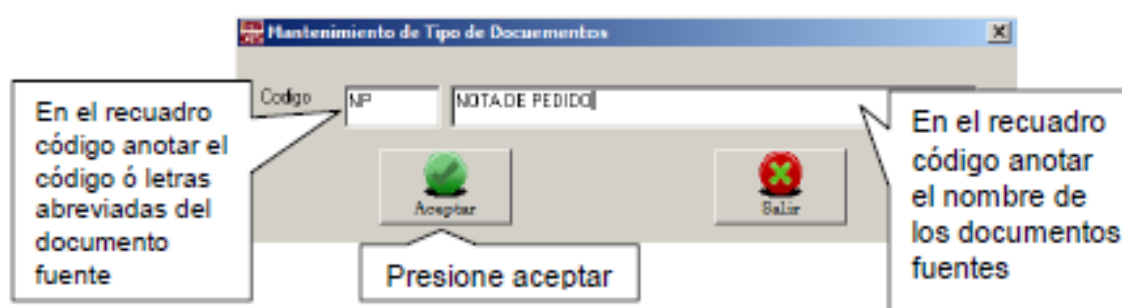 Mantenimiento de Tipo de Docuementos
Codigo
NP
NOTA DE PEDIDO
En el recuadro
código anotar el
código ó letras
abreviadas del
documento
fuente
Aceptar
Salir
Presione aceptar
En el recuadro
código anotar
el nombre de
los documentos
fuentes